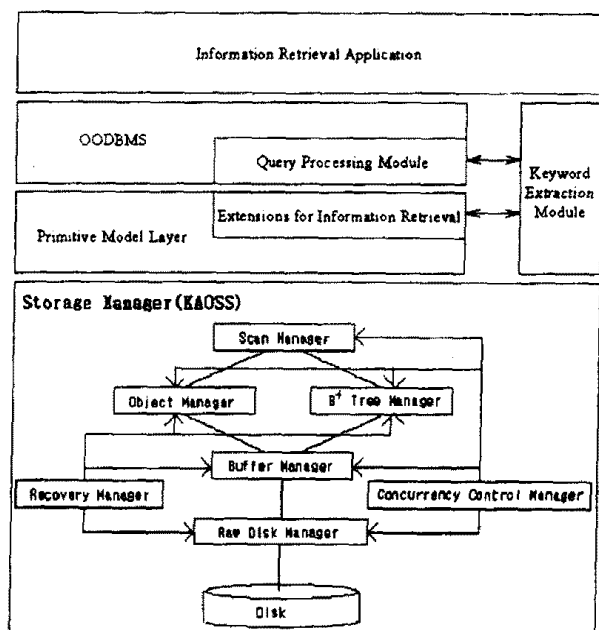 Information Retrieval Application
OODBMS
Query Processing Module
Keyword
Extraction
Module
Extensions for Information Retrieval
Primitive Model Layer
Storage Manager(KAOSS)
Scan Manager
Object Manager
B+ Tree Manager
Buffer Manager
Recovery Manager
Concurrency Control Manager
Raw Disk Manager
Disk